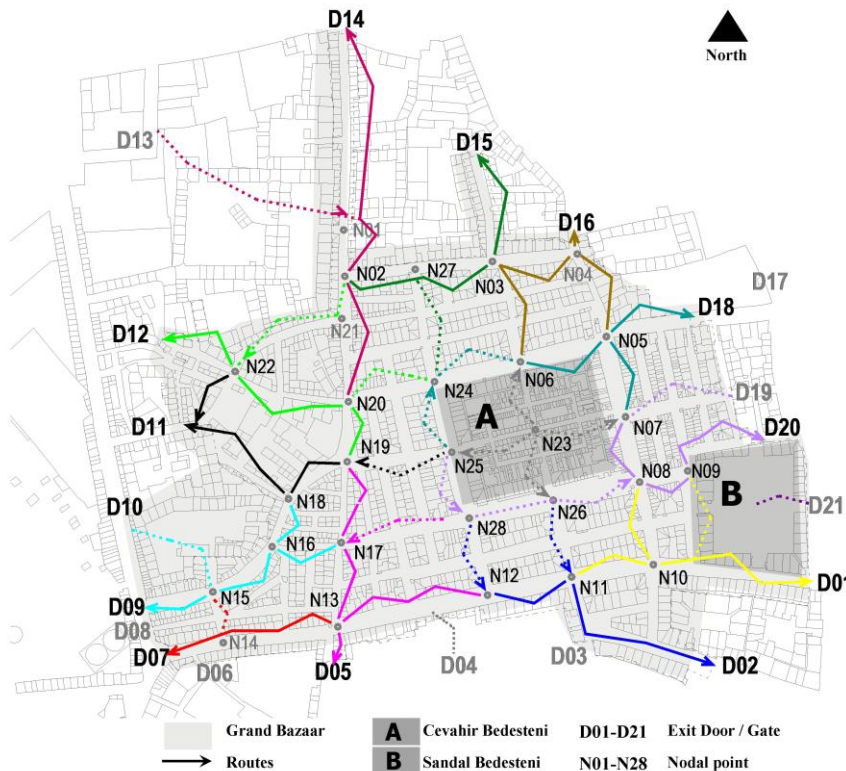 D14
North
D13
D15
D16
N01
N02
N27
N03
N04
D17
D12
N21
N05
D18
N22
N06
D11
N20
N24
A
N07
D19
D20
N19
N25
N23
N08
N09
B
D10
N18
N28
N26
D21
N16
N17
D09
N15
N13
N12
N11
N10
D01
D08
D07
N14
D06
D05
D04
D03
D02
Grand Bazaar A Cevahir Bedesteni D01-D21 Exit Door / Gate
Routes B Sandal Bedesteni N01-N28 Nodal point